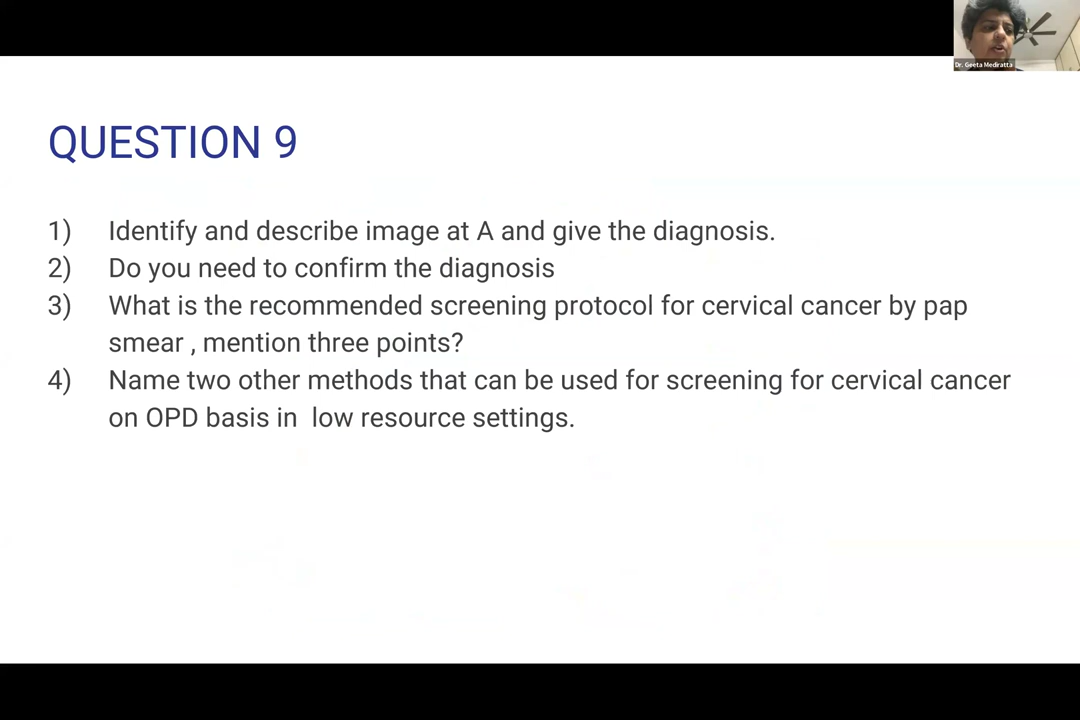 Dr. Geeta Mediratta
QUESTION 9
1) Identify and describe image at A and give the diagnosis.
2) Do you need to confirm the diagnosis
3) What is the recommended screening protocol for cervical cancer by pap
smear , mention three points?
4) Name two other methods that can be used for screening for cervical cancer
on OPD basis in low resource settings.